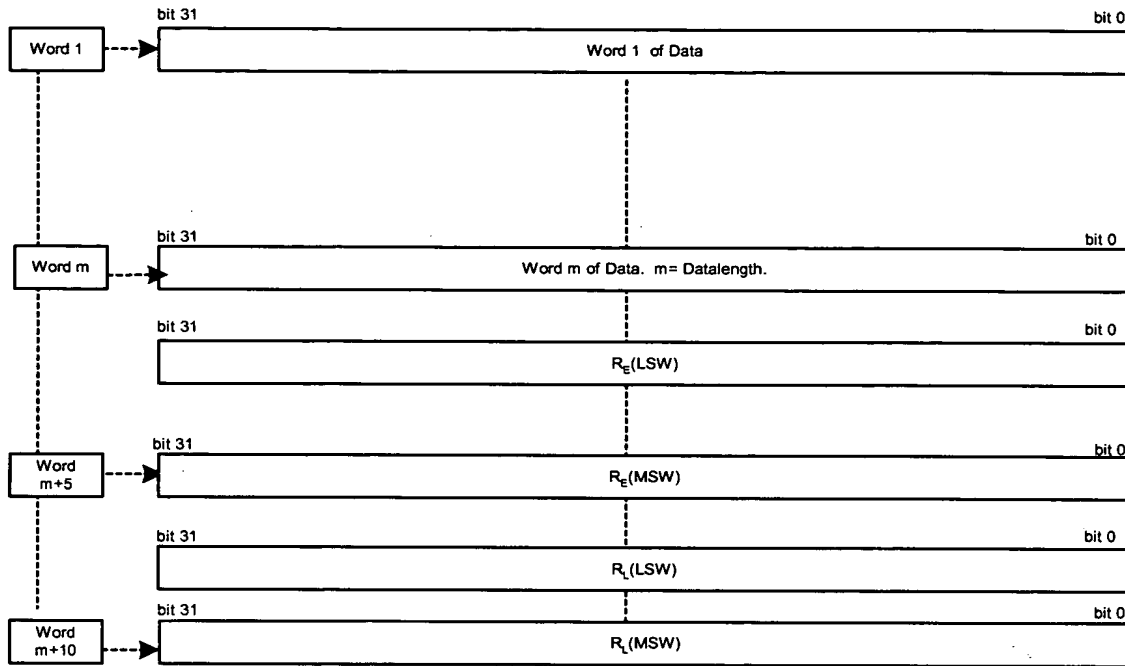 bit 31 bit 0
Word 1 Word 1 of Data
bit 31 bit 0
Word m Word m of Data. m= Datalength.
bit 31 bit 0
R_E(LSW)
bit 31 bit 0
Word
m+5 R_E(MSW)
bit 31 bit 0
R_L(LSW)
bit 31 bit 0
Word
m+10 R_L(MSW)